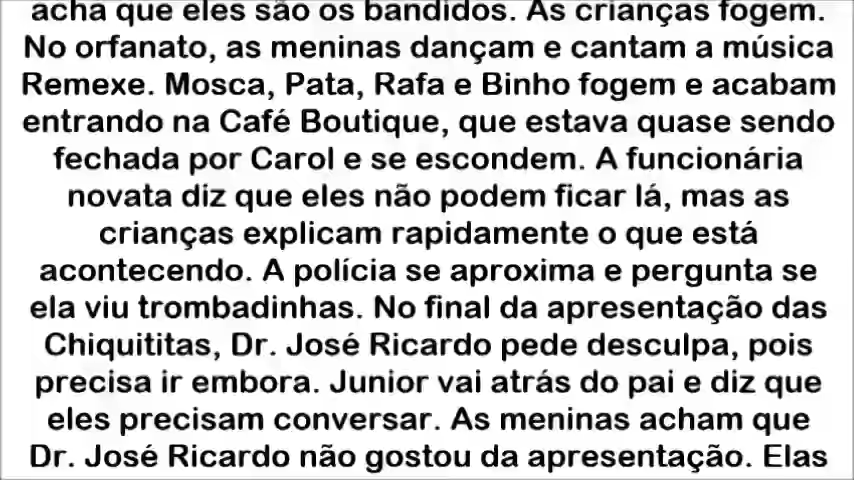 acha que eles são os bandidos. As crianças fogem.
No orfanato, as meninas dançam e cantam a música
Remexe. Mosca, Pata, Rafa e Binho fogem e acabam
entrando na Café Boutique, que estava quase sendo
fechada por Carol e se escondem. A funcionária
novata diz que eles não podem ficar lá, mas as
crianças explicam rapidamente o que está
acontecendo. A polícia se aproxima e pergunta se
ela viu trombadinhas. No final da apresentação das
Chiquititas, Dr. José Ricardo pede desculpa, pois
precisa ir embora. Junior vai atrás do pai e diz que
eles precisam conversar. As meninas acham que
Dr. José Ricardo não gostou da apresentação. Elas